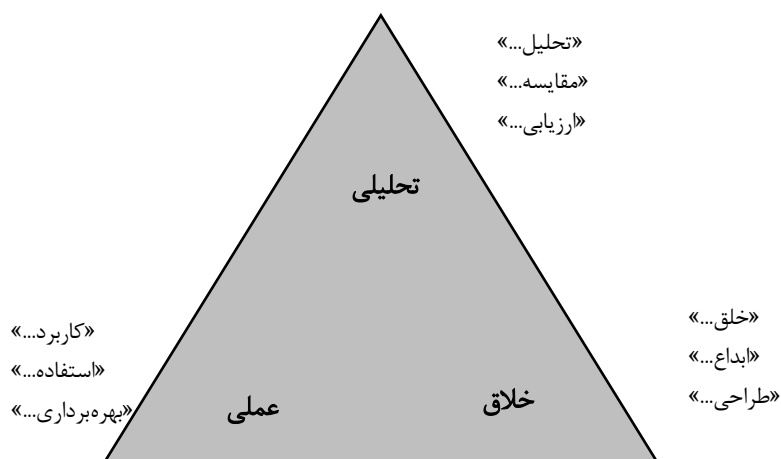 «تحلیل...»
«مقایسه...»
«ارزیابی...»
تحلیلی
«خلق...»
«ابداع...»
«طراحی...»
خلاق
«کاربرد...»
«استفاده...»
«بهره‌برداری...»
عملی